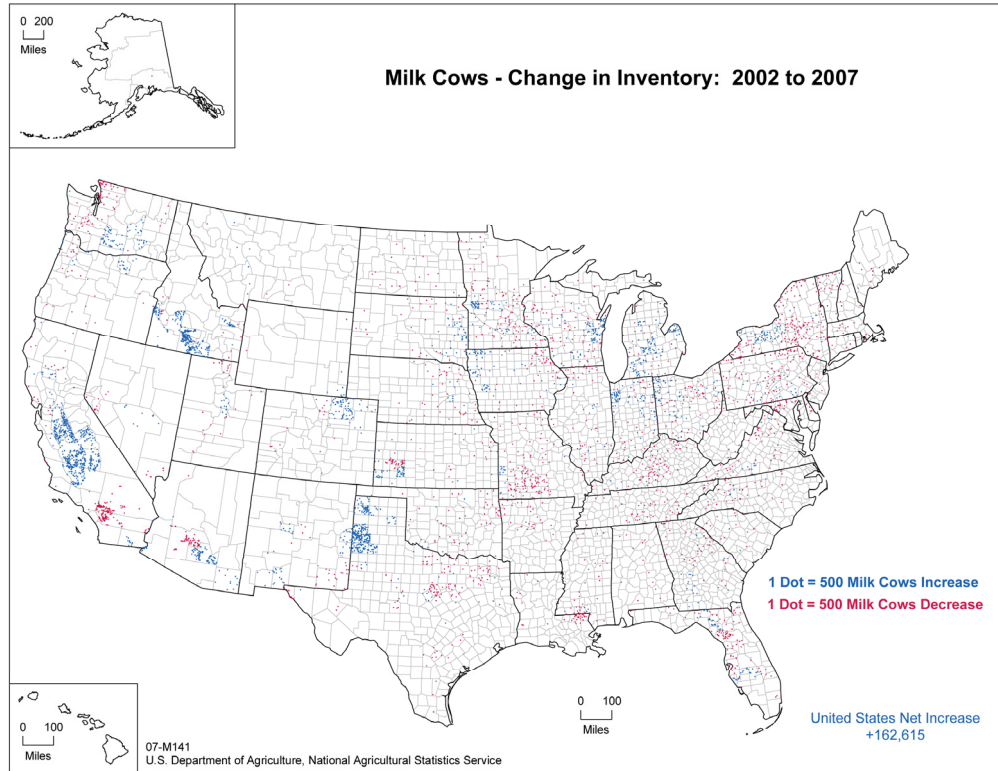 0 200
Miles
Milk Cows - Change in Inventory: 2002 to 2007
1 Dot = 500 Milk Cows Increase
1 Dot = 500 Milk Cows Decrease
United States Net Increase
+162,615
0 100
Miles
0 100
Miles
07-M141
U.S. Department of Agriculture, National Agricultural Statistics Service